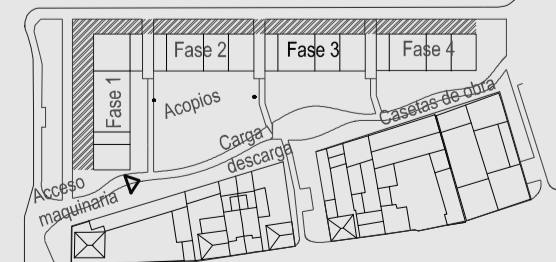 Fase 2
Fase 3
Fase 4
Fase 1
Acopios
Casetas de obra
Carga
descarga
Acceso
maquinaria